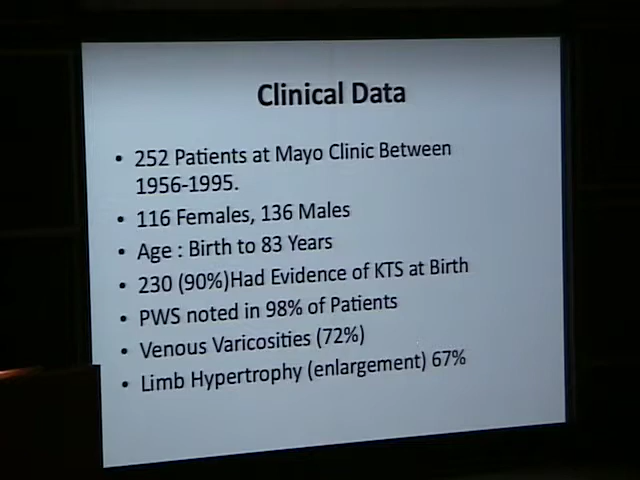 Clinical Data
• 252 Patients at Mayo Clinic Between
1956-1995.
• 116 Females, 136 Males
• Age : Birth to 83 Years
• 230 (90%)Had Evidence of KTS at Birth
• PWS noted in 98% of Patients
• Venous Varicosities (72%)
• Limb Hypertrophy (enlargement) 67%